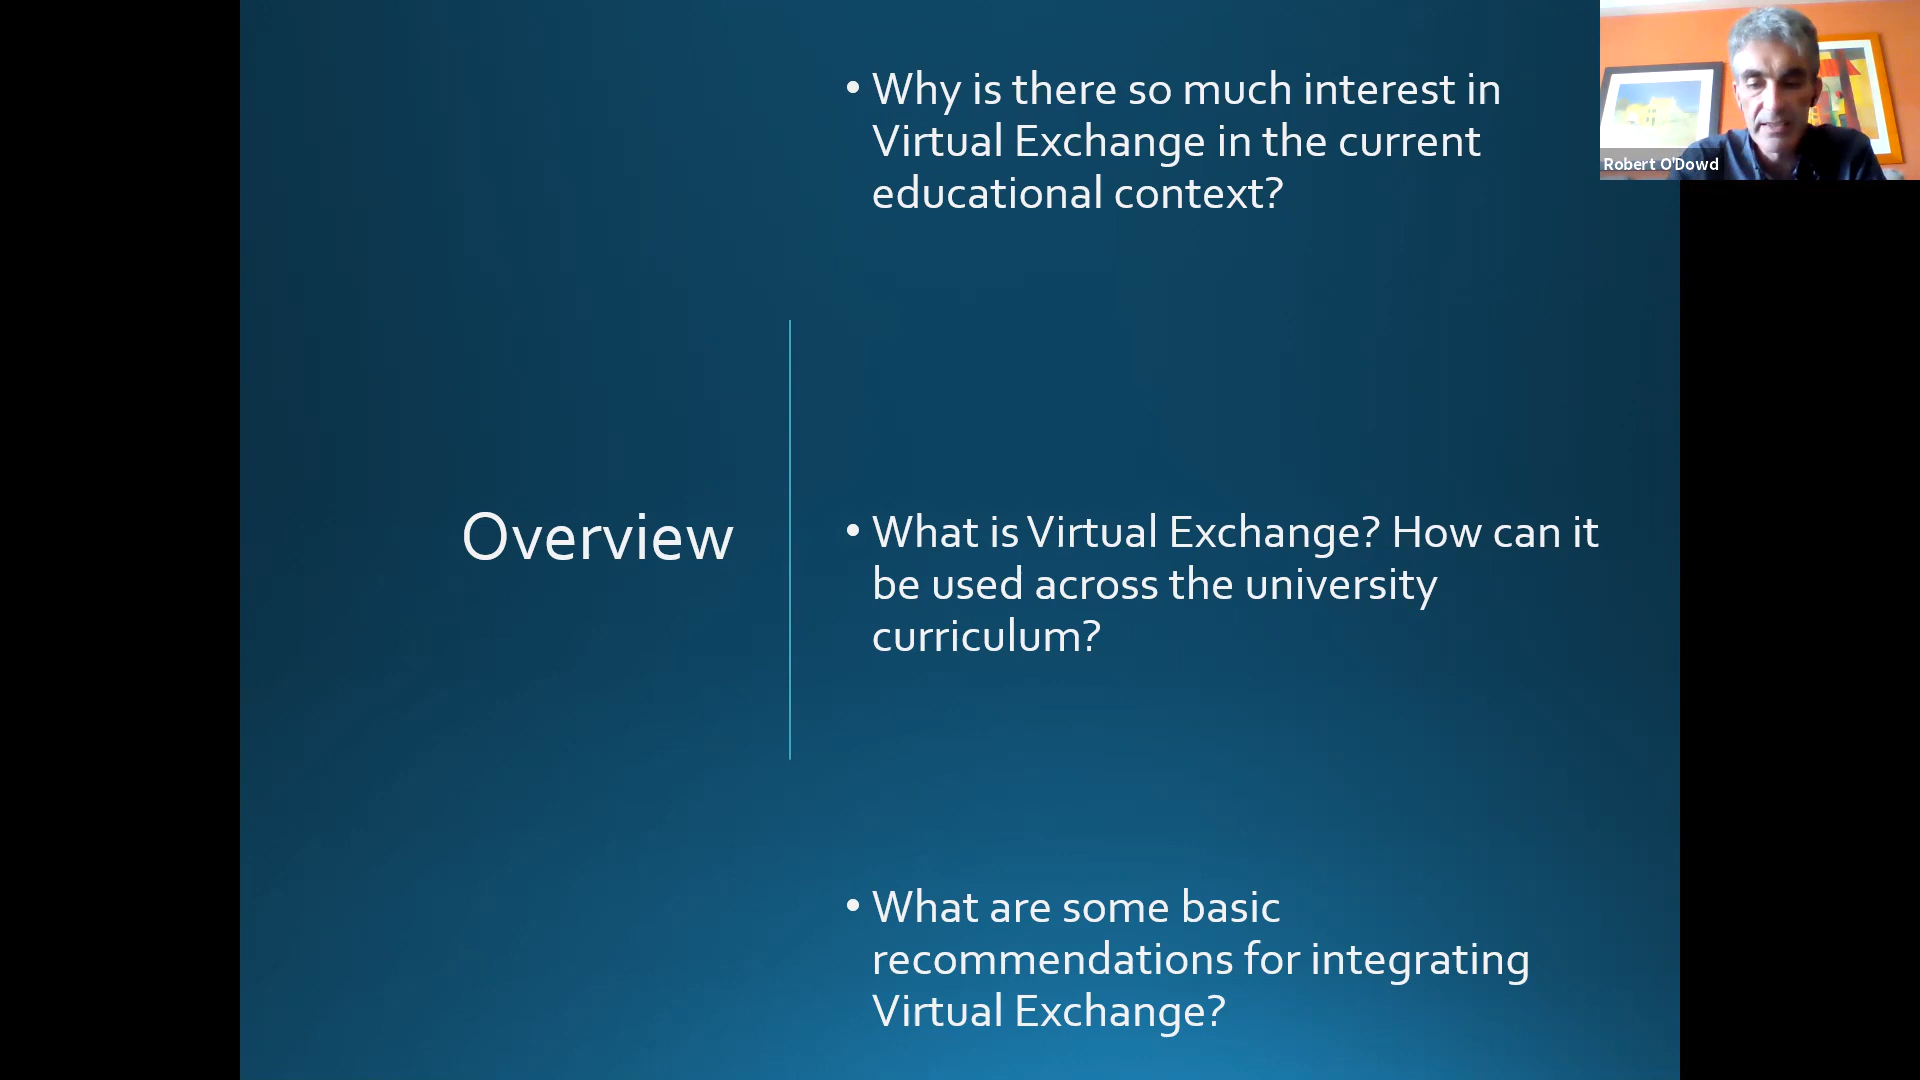 Overview
• Why is there so much interest in
Virtual Exchange in the current
educational context?
• What is Virtual Exchange? How can it
be used across the university
curriculum?
• What are some basic
recommendations for integrating
Virtual Exchange?
Robert O'Dowd